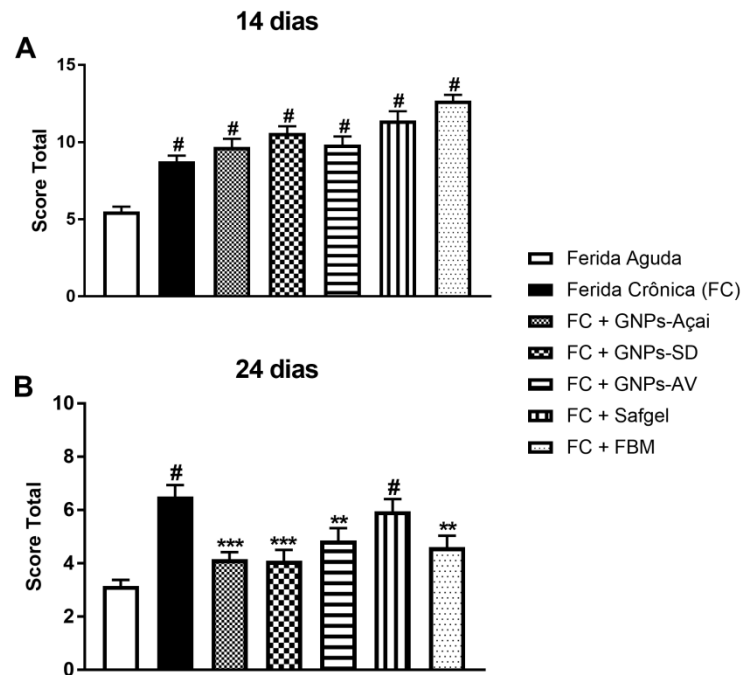 14 dias
A
15
10
5
0
Score Total
#
#
#
#
#
#
Ferida Aguda
Ferida Crônica (FC)
FC + GNPs-Açai
FC + GNPs-SD
FC + GNPs-AV
FC + Safgel
FC + FBM
24 dias
B
10
8
6
4
2
0
Score Total
#
***
***
**
#
**